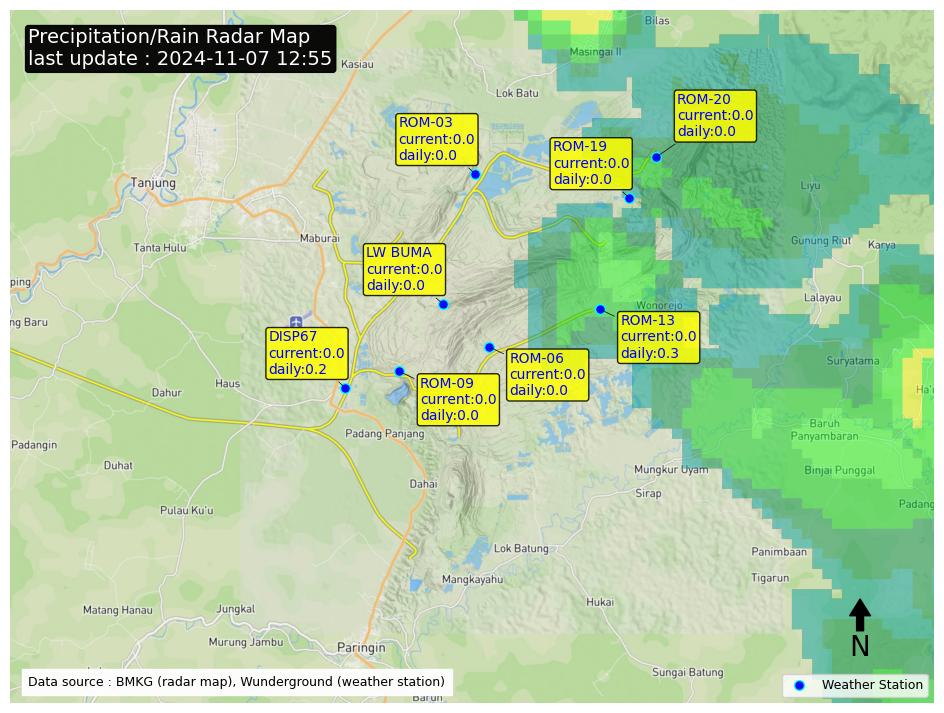 Precipitation/Rain Radar Map
last update : 2024-11-07 12:55
Bilas
Masingai II
Kasiau
Lok Batu
ROM-20
current:0.0
daily:0.0
ROM-03
current:0.0
daily:0.0
ROM-19
current:0.0
daily:0.0
Tanjung
Liyu
Maburai
Tanta Hulu
Gunung Riut
Karya
LW BUMA
current:0.0
daily:0.0
ping
Lalayau
Wonorejo
ng Baru
ROM-13
current:0.0
daily:0.3
DISP67
current:0.0
daily:0.2
ROM-06
current:0.0
daily:0.0
Suryatama
Haus
Dahur
ROM-09
current:0.0
daily:0.0
Ha'u
Baruh
Panyambaran
Padang Panjang
Padangin
Duhat
Mungkur Uyam
Binjai Punggal
Dahai
Sirap
Padang
Pulau Ku'u
Lok Batung
Panimbaan
Mangkayahu
Tigarun
Matang Hanau
Jungkal
Hukai
Murung Jambu
Paringin
N
Sungai Batung
Data source : BMKG (radar map), Wunderground (weather station)
Weather Station
Barun